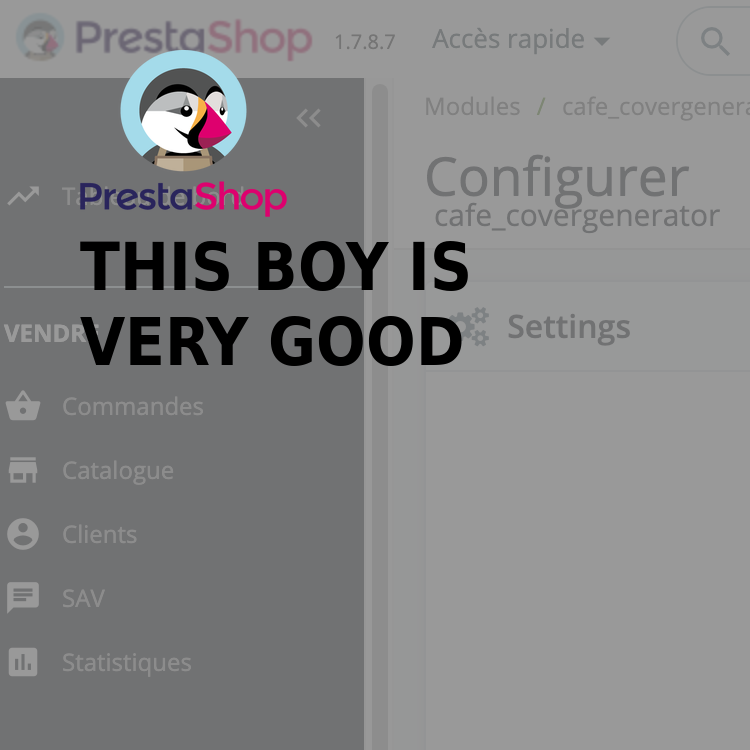 PrestaShop 1.7.8.7 Accès rapide
Modules / cafe_covergenera
Configurer
cafe_covergenerator
PrestaShop
THIS BOY IS
VERY GOOD
Settings
VENDRE
Commandes
Catalogue
Clients
SAV
Statistiques